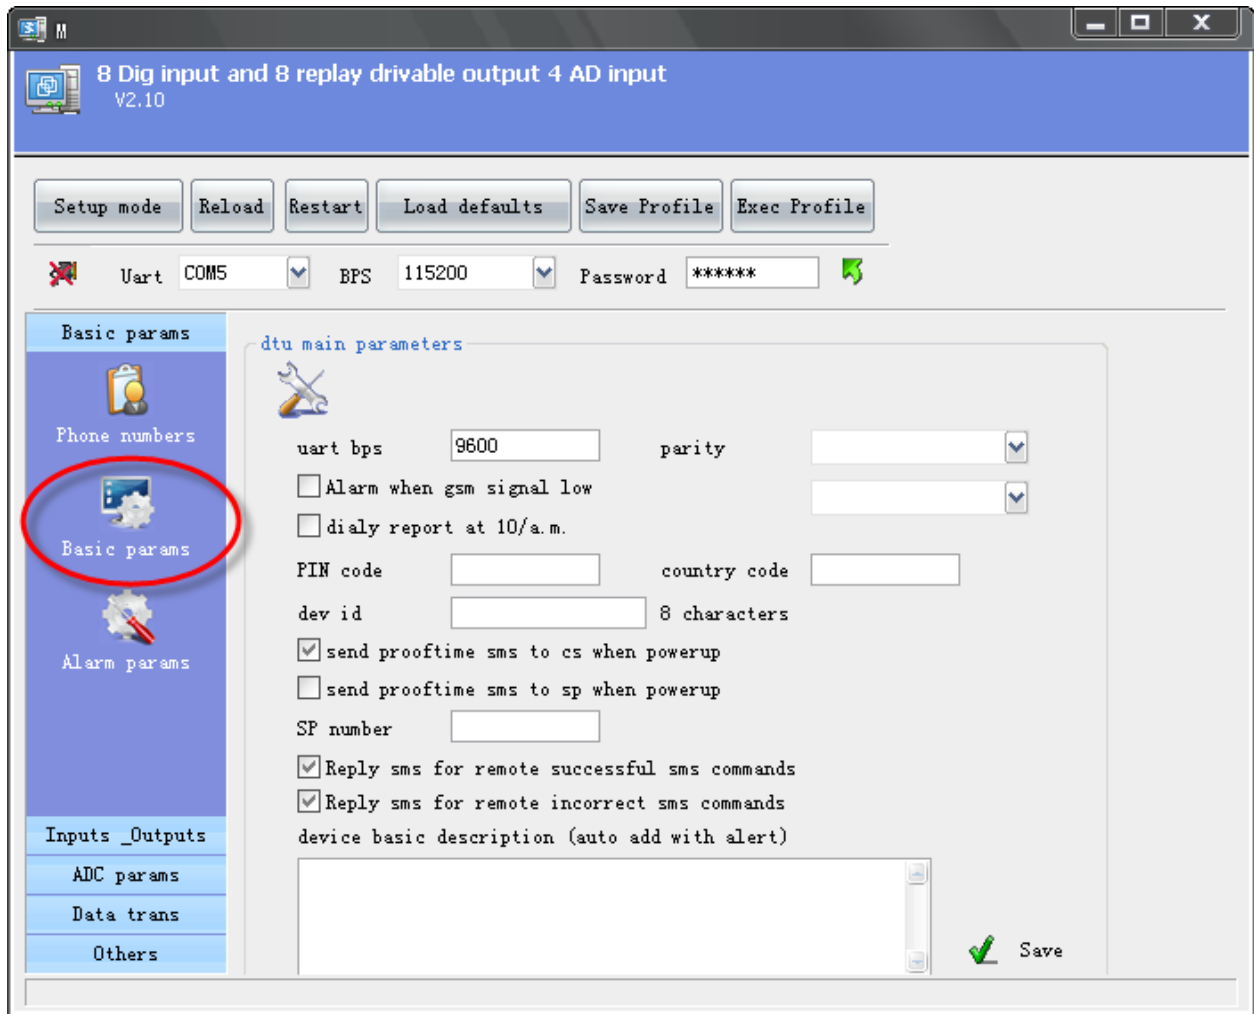 M
8 Dig input and 8 replay drivable output 4 AD input
V2.10
Setup mode Reload Restart Load defaults Save Profile Exec Profile
Uart COM5 BPS 115200 Password ******
Basic params
Phone numbers
Basic params
Alarm params
Inputs _Outputs
ADC params
Data trans
Others
dtu main parameters
uart bps 9600 parity
Alarm when gsm signal low
dialy report at 10/a.m.
PIN code country code
dev id 8 characters
send prooftime sms to cs when powerup
send prooftime sms to sp when powerup
SP number
Reply sms for remote successful sms commands
Reply sms for remote incorrect sms commands
device basic description (auto add with alert)
Save